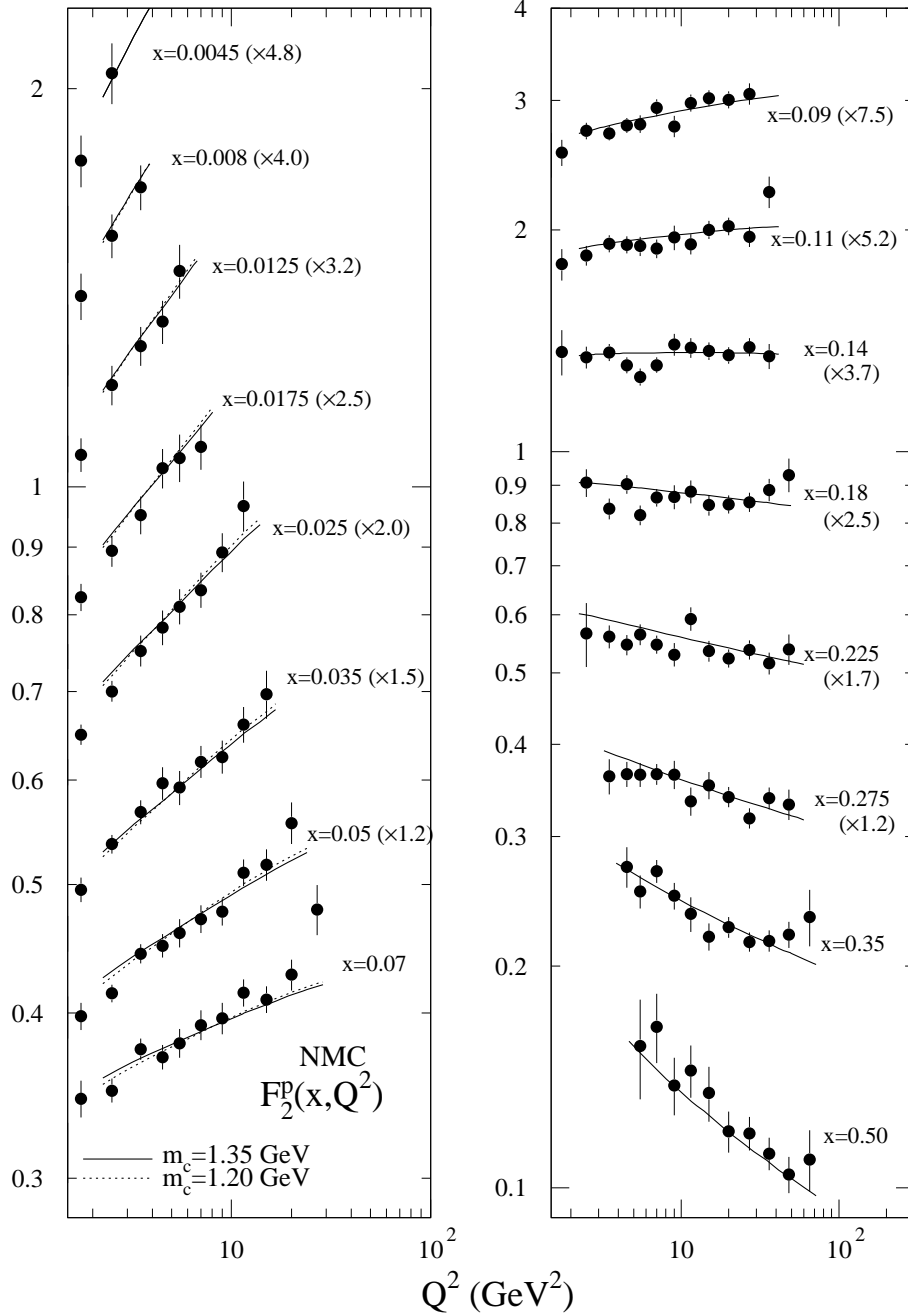 2
1
0.9
0.8
0.7
0.6
0.5
0.4
0.3
x=0.0045 (×4.8)
x=0.008 (×4.0)
x=0.0125 (×3.2)
x=0.0175 (×2.5)
x=0.025 (×2.0)
x=0.035 (×1.5)
x=0.05 (×1.2)
x=0.07
NMC
F₂ᵖ(x,Q²)
m_c=1.35 GeV
m_c=1.20 GeV
10
10²
4
3
2
1
0.9
0.8
0.7
0.6
0.5
0.4
0.3
0.2
0.1
x=0.09 (×7.5)
x=0.11 (×5.2)
x=0.14
(×3.7)
x=0.18
(×2.5)
x=0.225
(×1.7)
x=0.275
(×1.2)
x=0.35
x=0.50
10
10²
Q² (GeV²)